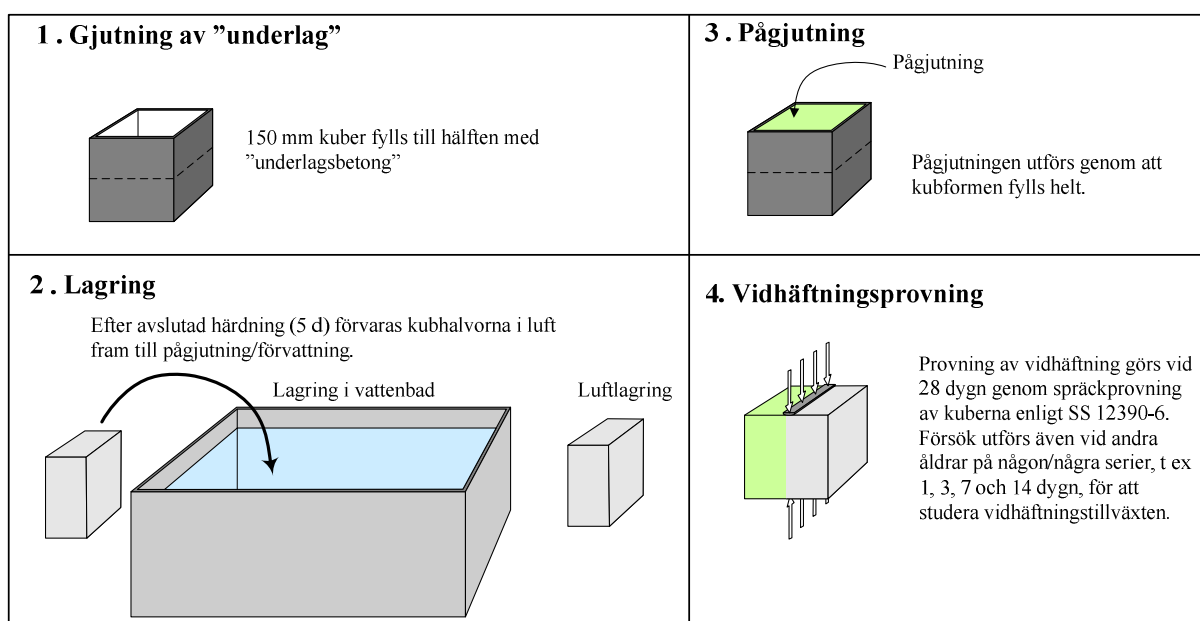 1 . Gjutning av ”underlag”
150 mm kuber fylls till hälften med
”underlagsbetong”
2 . Lagring
Efter avslutad härdning (5 d) förvaras kubhalvorna i luft
fram till pågjutning/förvattning.
Lagring i vattenbad
Luftlagring
3 . Pågjutning
Pågjutning
Pågjutningen utförs genom att
kubformen fylls helt.
4. Vidhäftningsprovning
Provning av vidhäftning görs vid
28 dygn genom spräckprovning
av kuberna enligt SS 12390-6.
Försök utförs även vid andra
åldrar på någon/några serier, t ex
1, 3, 7 och 14 dygn, för att
studera vidhäftningstillväxten.